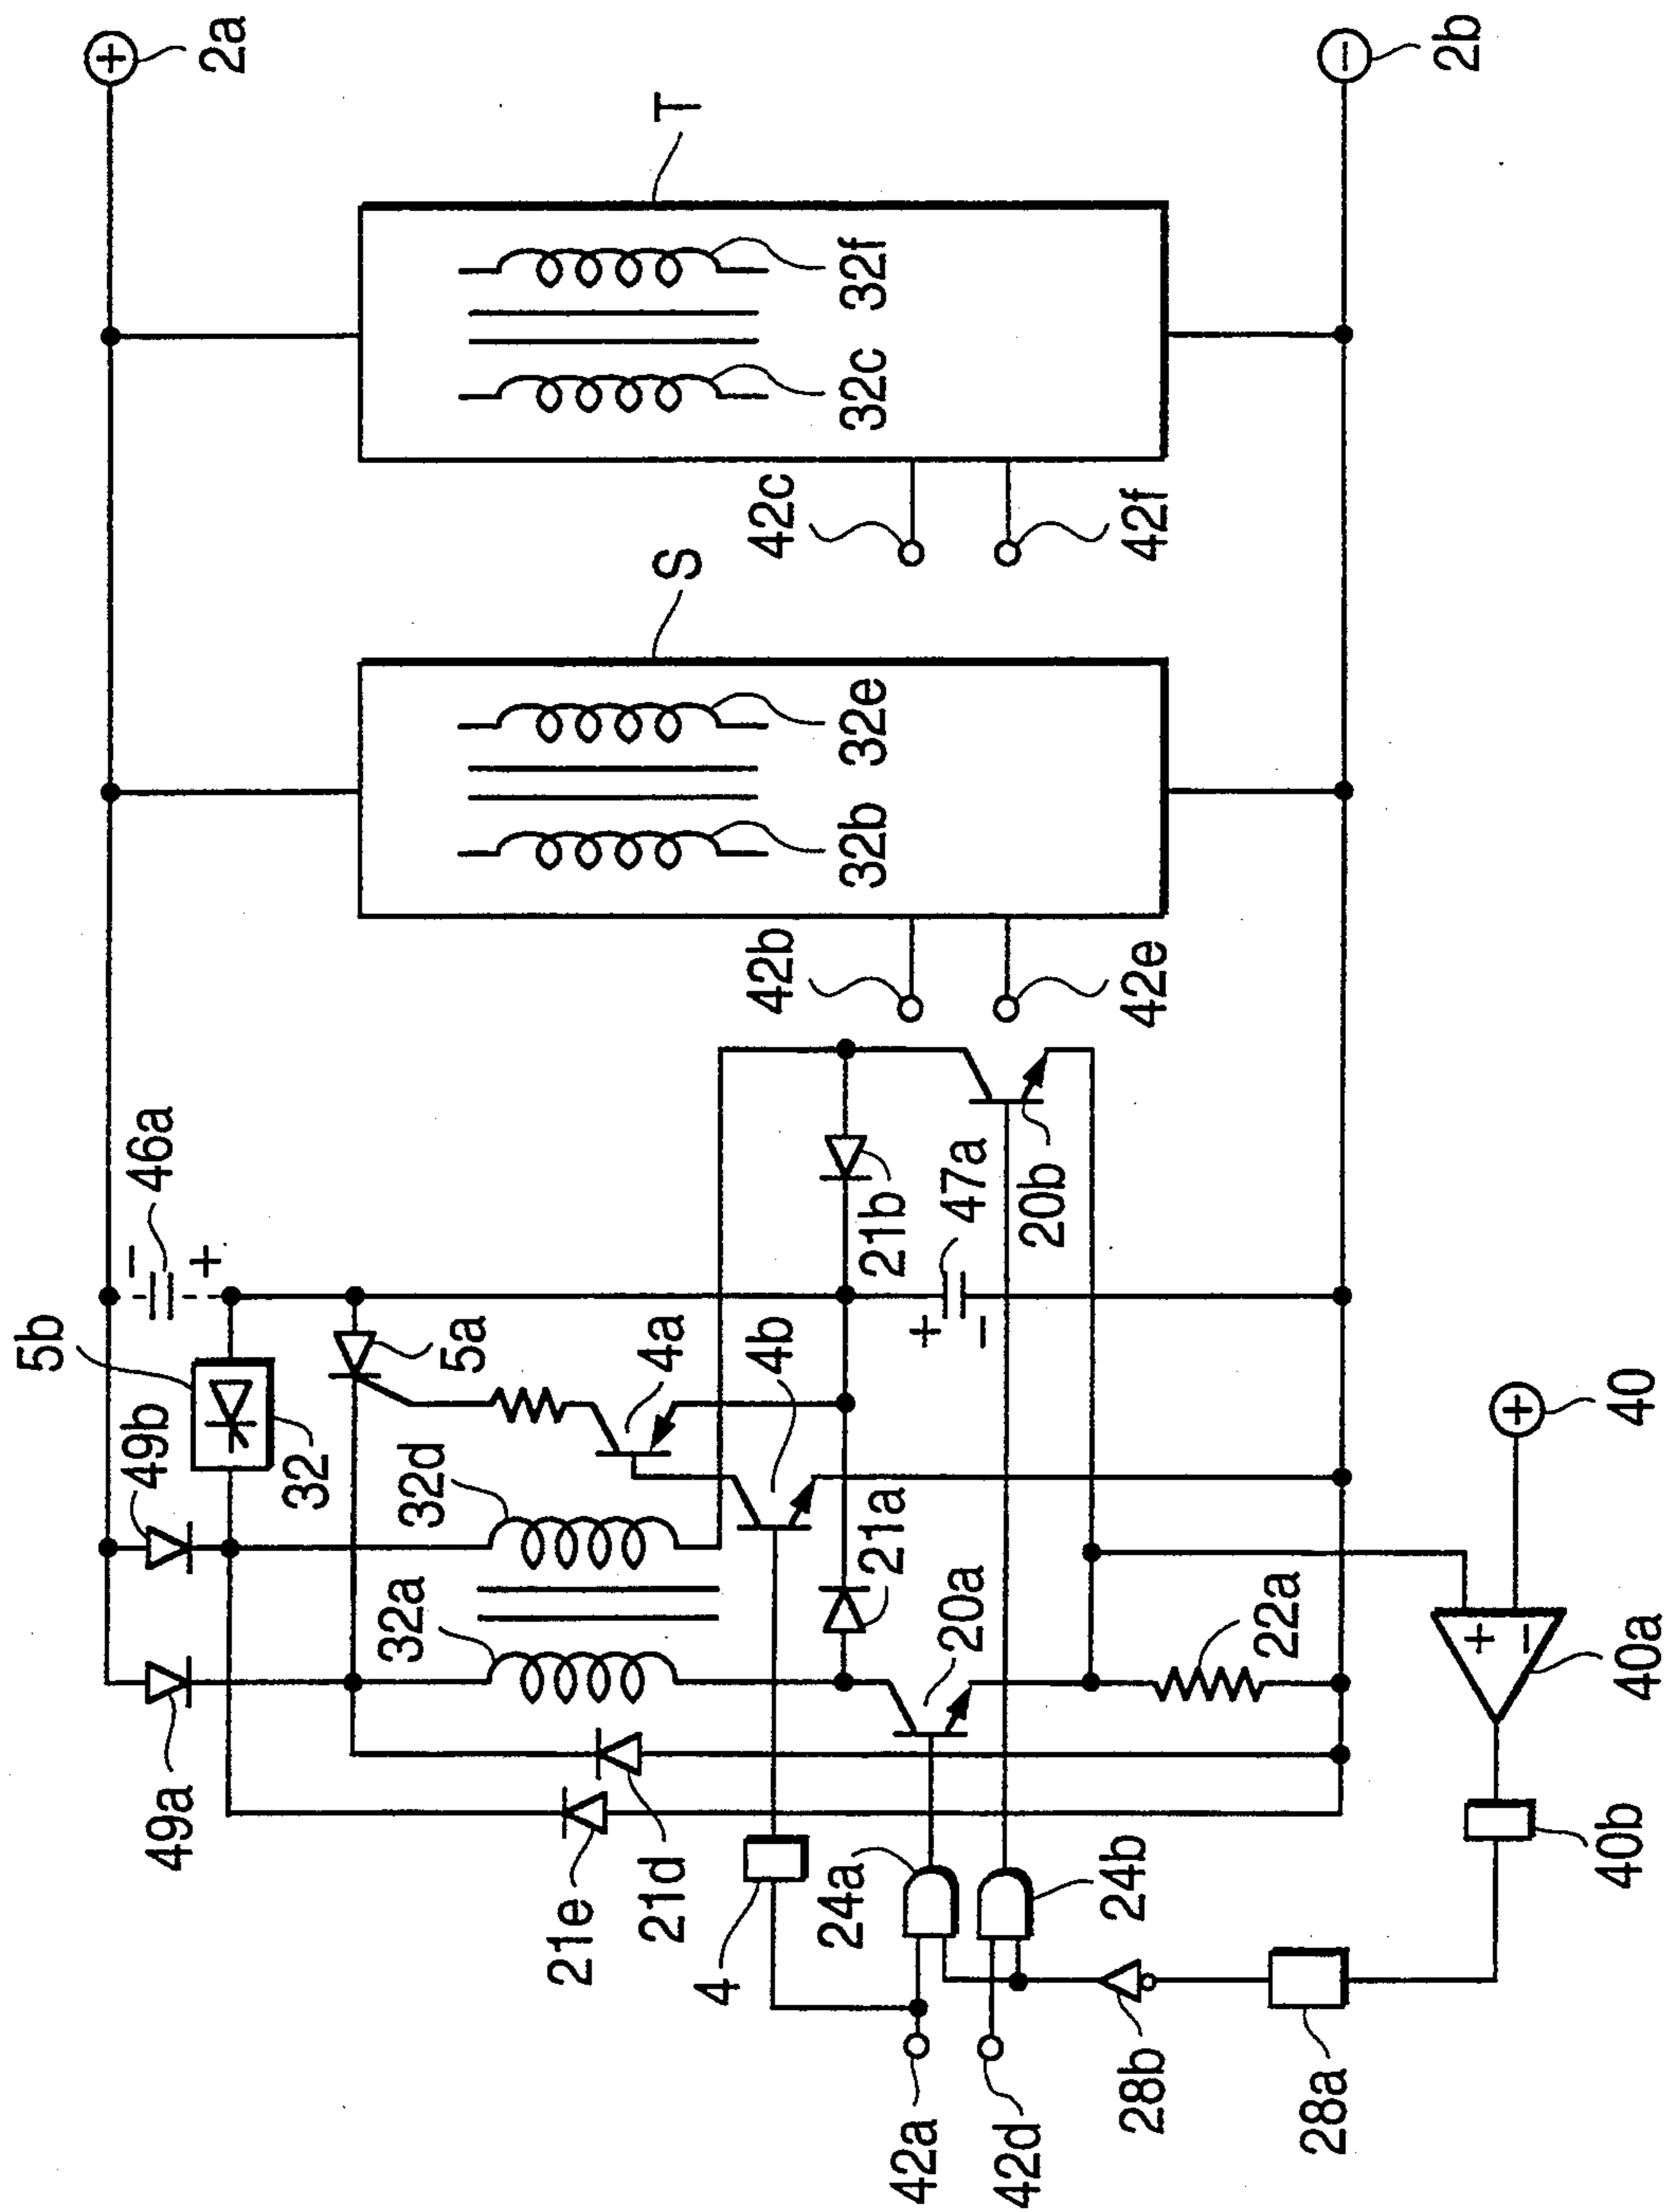 +
2a
T
32f
32c
42c
42f
S
32e
32b
42b
42e
−
2b
46a
−
+
5b
49b
32
5a
4a
4b
32d
21b
47a
+
−
20b
32a
21a
20a
22a
49a
21e
21d
4
24a
24b
42a
42d
28b
28a
+
40
+
−
40a
40b